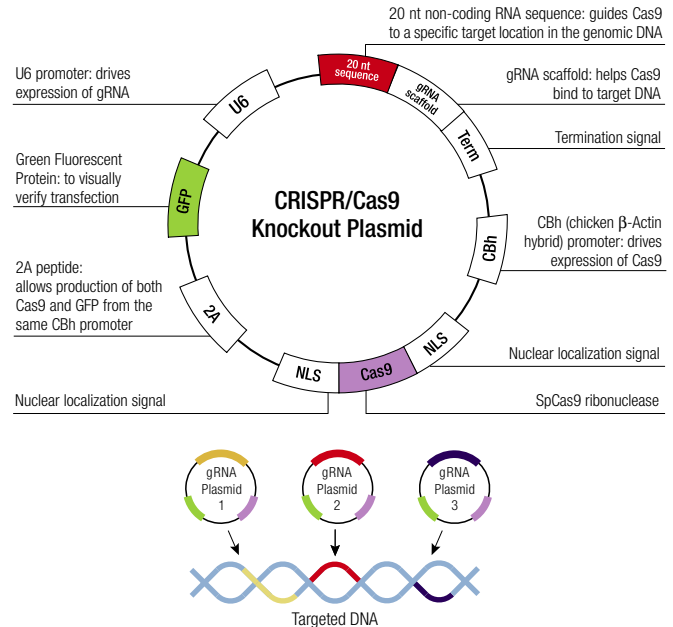 20 nt non-coding RNA sequence: guides Cas9
to a specific target location in the genomic DNA
U6 promoter: drives
expression of gRNA
gRNA scaffold: helps Cas9
bind to target DNA
20 nt
sequence
gRNA
scaffold
U6
Term
Termination signal
Green Fluorescent
Protein: to visually
verify transfection
GFP
CRISPR/Cas9
Knockout Plasmid
CBh
CBh (chicken β-Actin
hybrid) promoter: drives
expression of Cas9
2A peptide:
allows production of both
Cas9 and GFP from the
same CBh promoter
2A
NLS
Nuclear localization signal
NLS
Cas9
Nuclear localization signal
SpCas9 ribonuclease
gRNA
Plasmid
1
gRNA
Plasmid
2
gRNA
Plasmid
3
Targeted DNA